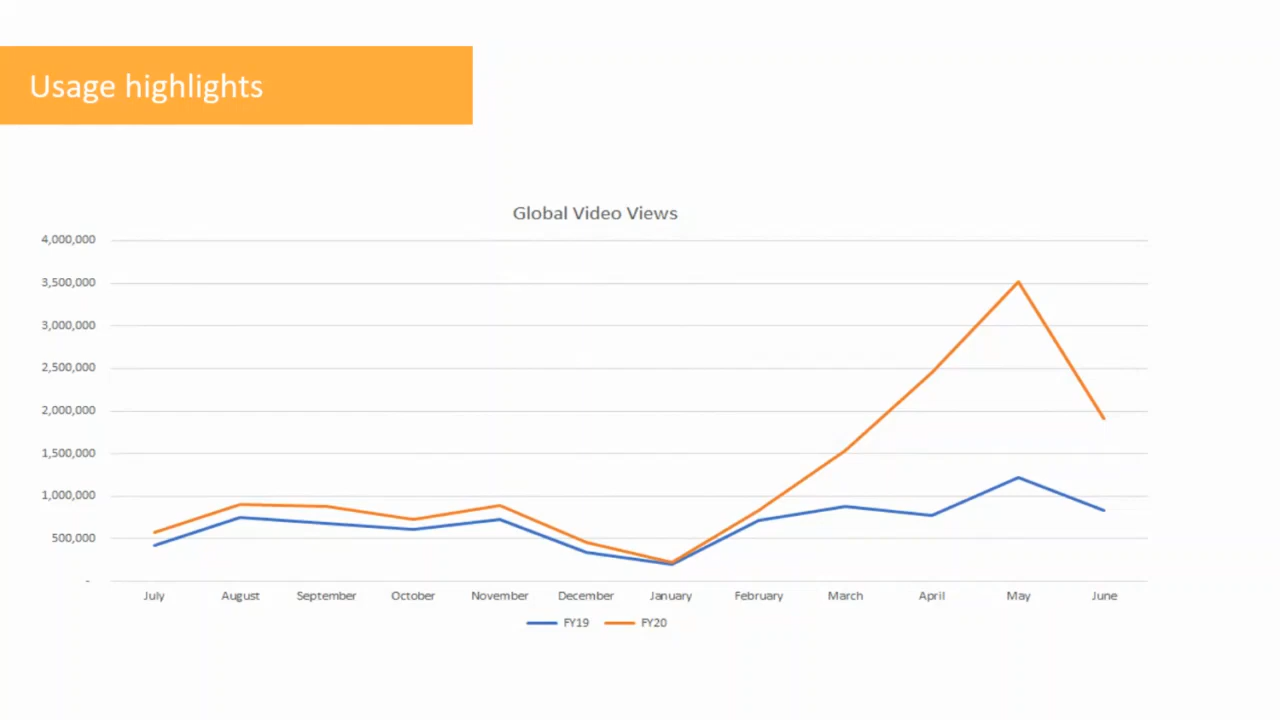 Usage highlights
Global Video Views
4,000,000
3,500,000
3,000,000
2,500,000
2,000,000
1,500,000
1,000,000
500,000
-
July August September October November December January February March April May June
FY19 FY20